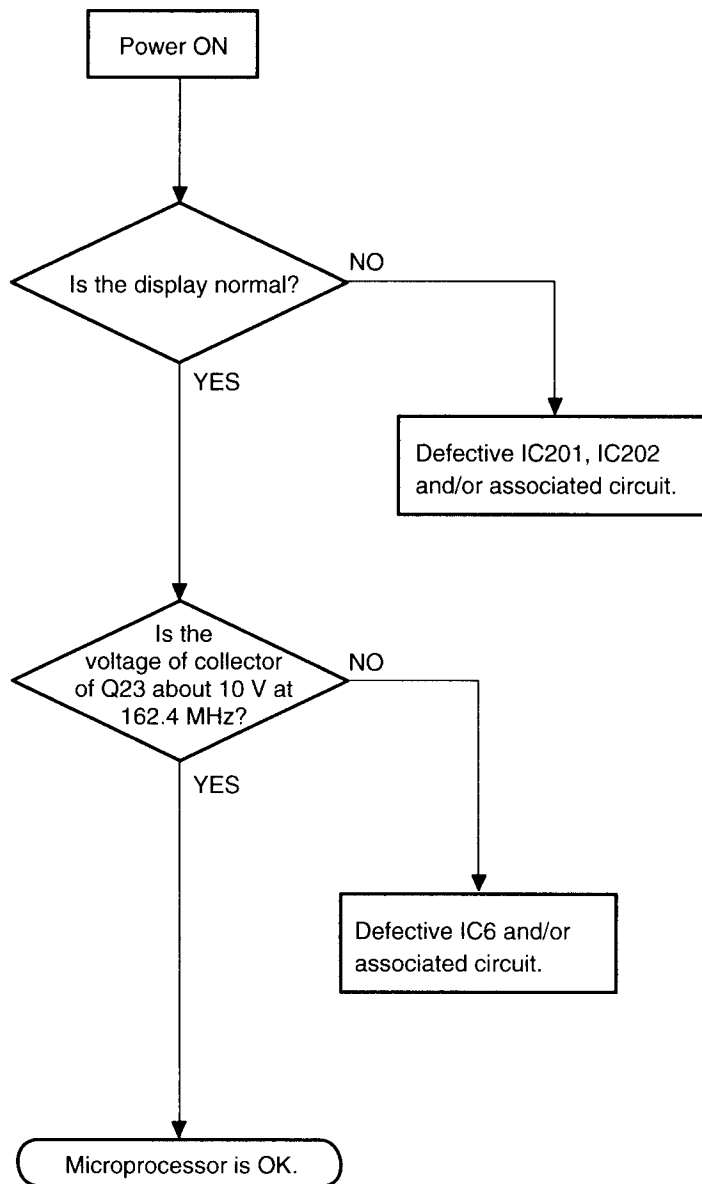 Power ON
Is the display normal?
NO
YES
Defective IC201, IC202
and/or associated circuit.
Is the
voltage of collector
of Q23 about 10 V at
162.4 MHz?
NO
YES
Defective IC6 and/or
associated circuit.
Microprocessor is OK.